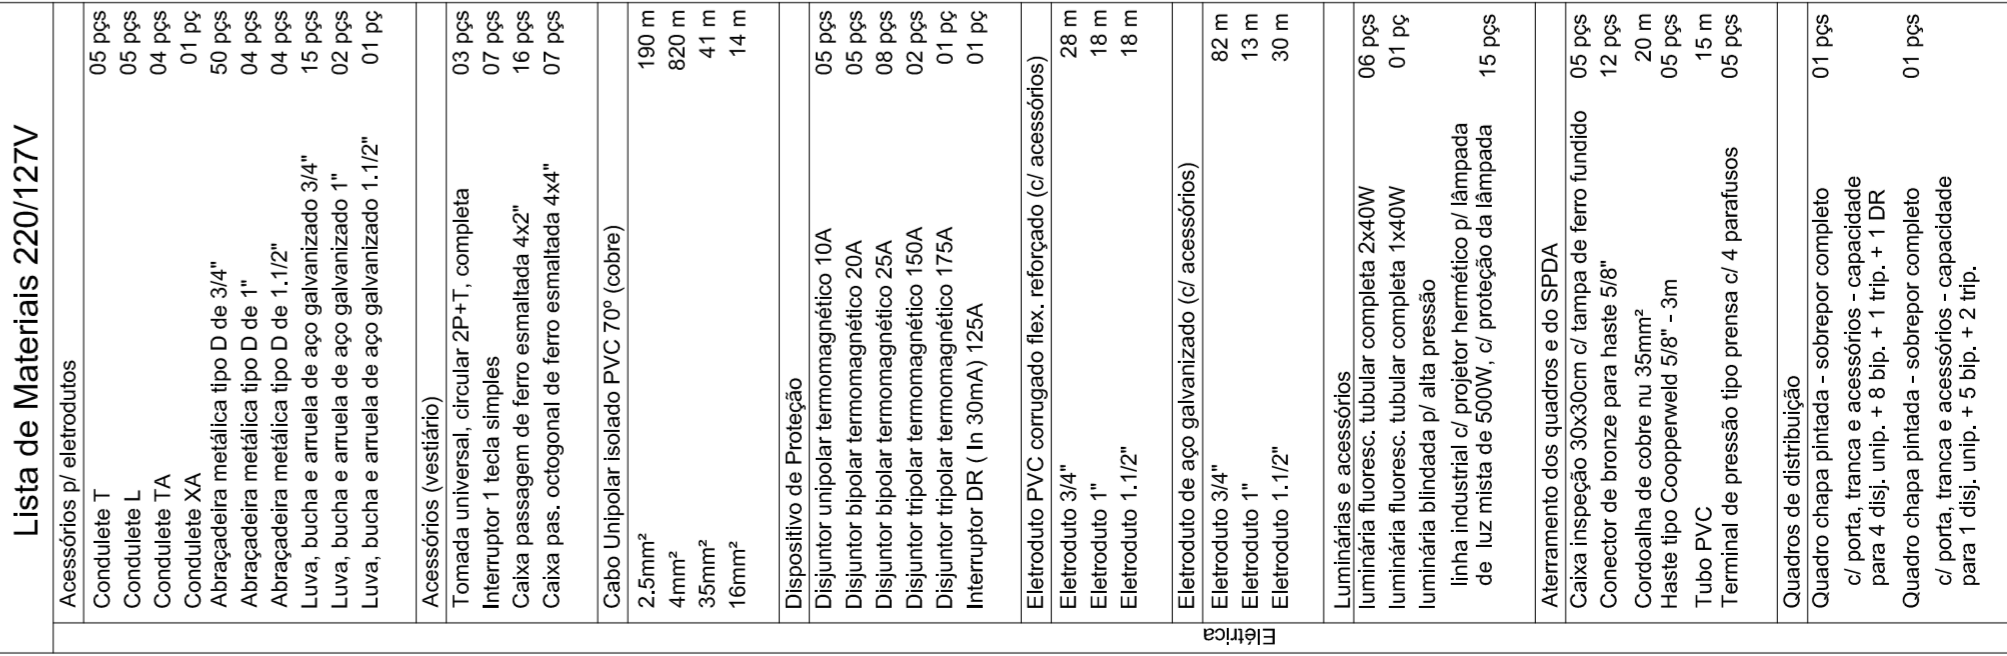 Lista de Materiais 220/127V
Elétrica
Acessórios p/ eletrodutos
Condulete T 05 pçs
Condulete L 05 pçs
Condulete TA 04 pçs
Condulete XA 01 pç
Abraçadeira metálica tipo D de 3/4" 50 pçs
Abraçadeira metálica tipo D de 1" 04 pçs
Abraçadeira metálica tipo D de 1.1/2" 04 pçs
Luva, bucha e arruela de aço galvanizado 3/4" 15 pçs
Luva, bucha e arruela de aço galvanizado 1" 02 pçs
Luva, bucha e arruela de aço galvanizado 1.1/2" 01 pç
Acessórios (vestiário)
Tomada universal, circular 2P+T, completa 03 pçs
Interruptor 1 tecla simples 07 pçs
Caixa passagem de ferro esmaltada 4x2" 16 pçs
Caixa pas. octogonal de ferro esmaltada 4x4" 07 pçs
Cabo Unipolar isolado PVC 70º (cobre)
2.5mm² 190 m
4mm² 820 m
35mm² 41 m
16mm² 14 m
Dispositivo de Proteção
Disjuntor unipolar termomagnético 10A 05 pçs
Disjuntor bipolar termomagnético 20A 05 pçs
Disjuntor bipolar termomagnético 25A 08 pçs
Disjuntor tripolar termomagnético 150A 02 pçs
Disjuntor tripolar termomagnético 175A 01 pç
Interruptor DR ( In 30mA) 125A 01 pç
Eletroduto PVC corrugado flex. reforçado (c/ acessórios)
Eletroduto 3/4" 28 m
Eletroduto 1" 18 m
Eletroduto 1.1/2" 18 m
Eletroduto de aço galvanizado (c/ acessórios)
Eletroduto 3/4" 82 m
Eletroduto 1" 13 m
Eletroduto 1.1/2" 30 m
Luminárias e acessórios
luminária fluoresc. tubular completa 2x40W 06 pçs
luminária fluoresc. tubular completa 1x40W 01 pç
luminária blindada p/ alta pressão
linha industrial c/ projetor hermético p/ lâmpada
de luz mista de 500W, c/ proteção da lâmpada 15 pçs
Aterramento dos quadros e do SPDA
Caixa inspeção 30x30cm c/ tampa de ferro fundido 05 pçs
Conector de bronze para haste 5/8" 12 pçs
Cordoalha de cobre nu 35mm² 20 m
Haste tipo Cooperweld 5/8" - 3m 05 pçs
Tubo PVC 15 m
Terminal de pressão tipo prensa c/ 4 parafusos 05 pçs
Quadros de distribuição
Quadro chapa pintada - sobrepor completo 01 pçs
c/ porta, tranca e acessórios - capacidade
para 4 disj. unip. + 8 bip. + 1 trip. + 1 DR
Quadro chapa pintada - sobrepor completo 01 pçs
c/ porta, tranca e acessórios - capacidade
para 1 disj. unip. + 5 bip. + 2 trip.